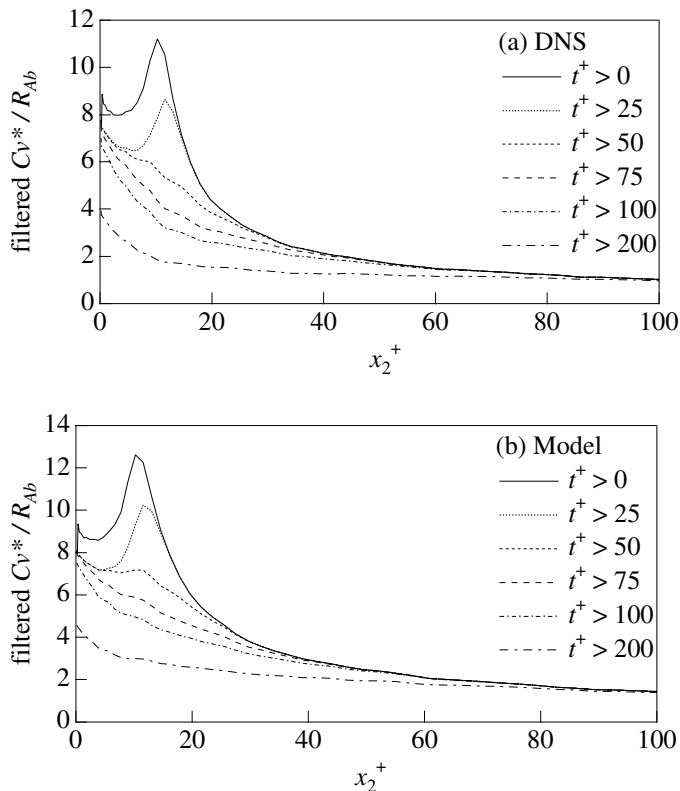 12
10
8
6
4
2
0
filtered Cv* / R_Ab
(a) DNS
t⁺ > 0
t⁺ > 25
t⁺ > 50
t⁺ > 75
t⁺ > 100
t⁺ > 200
0 20 40 60 80 100
x₂⁺
14
12
10
8
6
4
2
0
filtered Cv* / R_Ab
(b) Model
t⁺ > 0
t⁺ > 25
t⁺ > 50
t⁺ > 75
t⁺ > 100
t⁺ > 200
0 20 40 60 80 100
x₂⁺